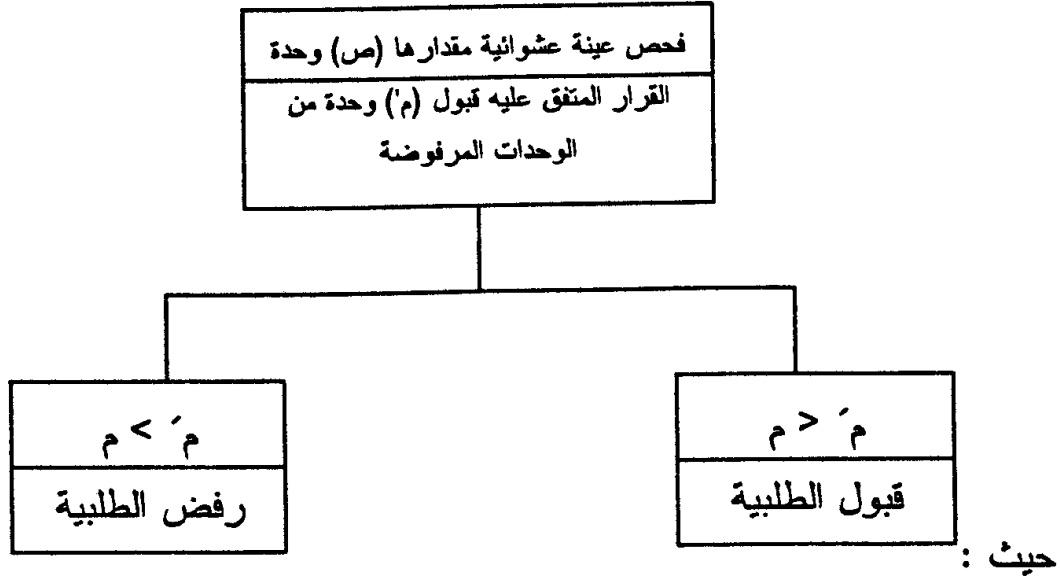 فحص عينة عشوائية مقدارها (ص) وحدة
القرار المتفق عليه قبول (م') وحدة من
الوحدات المرفوضة
م´ < م
قبول الطلبية
م´ > م
رفض الطلبية
حيث :